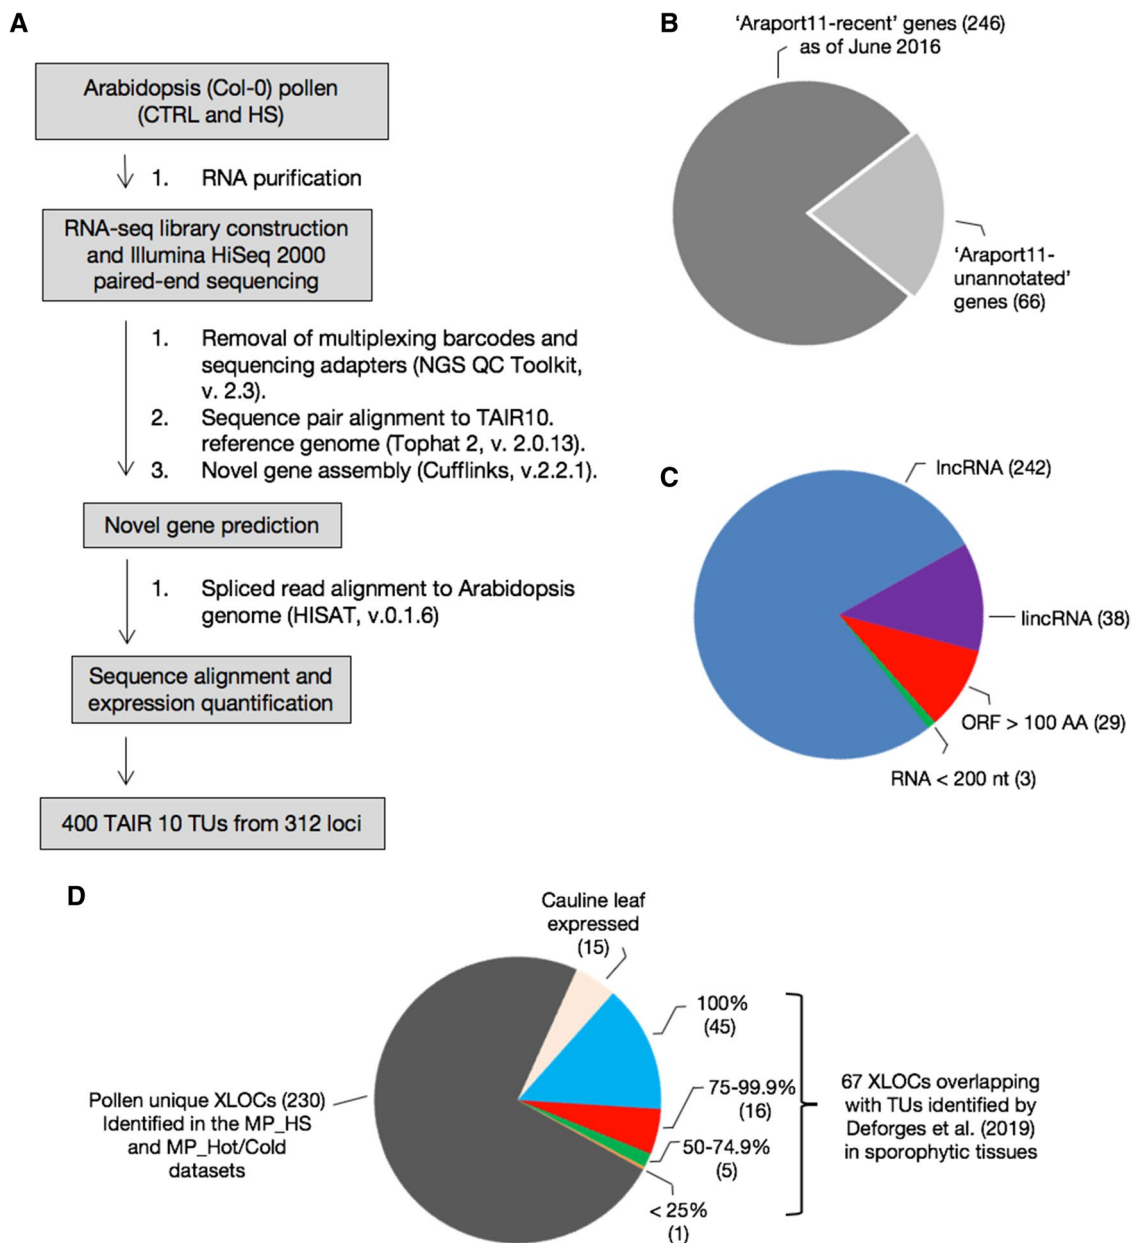 A
Arabidopsis (Col-0) pollen
(CTRL and HS)
1. RNA purification
RNA-seq library construction
and Illumina HiSeq 2000
paired-end sequencing
1. Removal of multiplexing barcodes and
sequencing adapters (NGS QC Toolkit,
v. 2.3).
2. Sequence pair alignment to TAIR10.
reference genome (Tophat 2, v. 2.0.13).
3. Novel gene assembly (Cufflinks, v.2.2.1).
Novel gene prediction
1. Spliced read alignment to Arabidopsis
genome (HISAT, v.0.1.6)
Sequence alignment and
expression quantification
400 TAIR 10 TUs from 312 loci
B
‘Araport11-recent’ genes (246)
as of June 2016
‘Araport11-
unannotated’
genes (66)
C
lncRNA (242)
lincRNA (38)
ORF > 100 AA (29)
RNA < 200 nt (3)
D
Cauline leaf
expressed
(15)
100%
(45)
75-99.9%
(16)
50-74.9%
(5)
< 25%
(1)
Pollen unique XLOCs (230)
Identified in the MP_HS
and MP_Hot/Cold
datasets
67 XLOCs overlapping
with TUs identified by
Deforges et al. (2019)
in sporophytic tissues